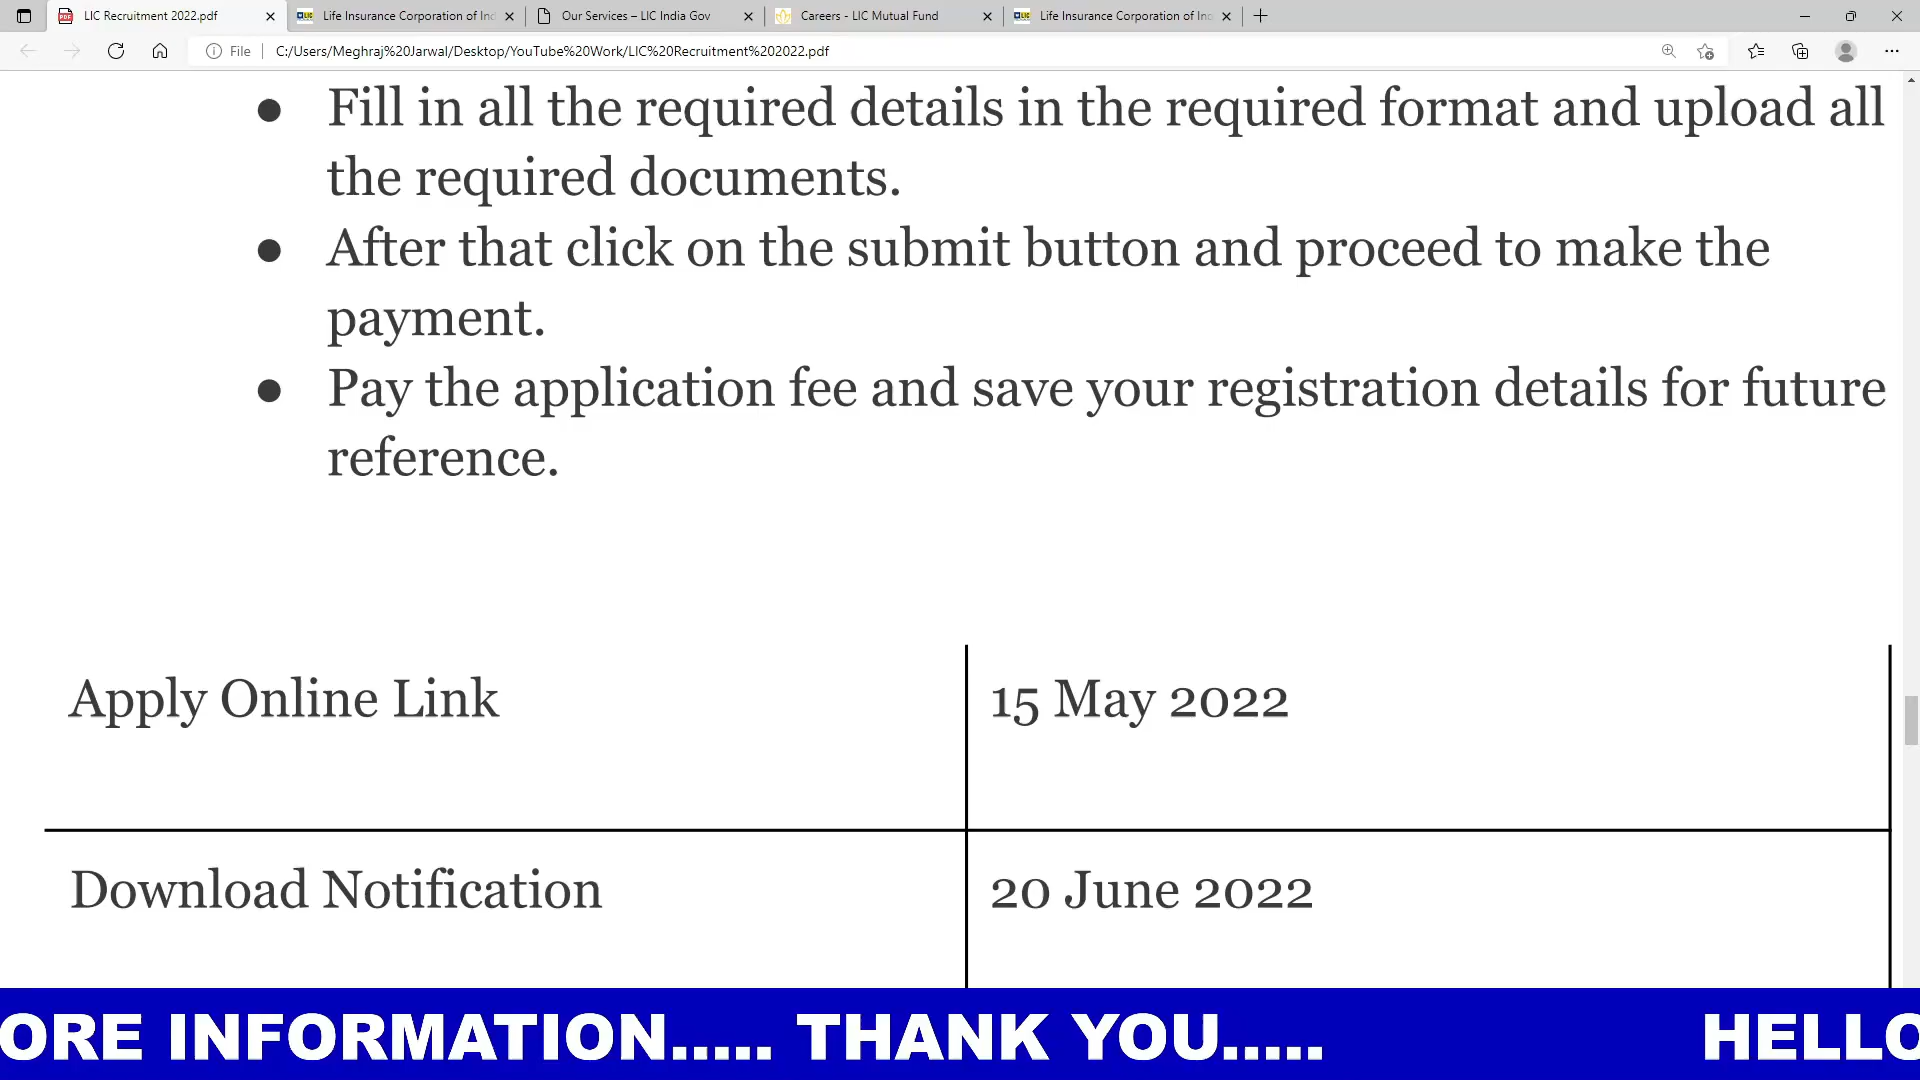 LIC Recruitment 2022.pdf
Life Insurance Corporation of Ind
Our Services – LIC India Gov
Careers - LIC Mutual Fund
Life Insurance Corporation of Ind
File
C:/Users/Meghraj%20Jarwal/Desktop/YouTube%20Work/LIC%20Recruitment%202022.pdf
● Fill in all the required details in the required format and upload all
the required documents.
● After that click on the submit button and proceed to make the
payment.
● Pay the application fee and save your registration details for future
reference.
Apply Online Link
15 May 2022
Download Notification
20 June 2022
ORE INFORMATION..... THANK YOU..... HELLO